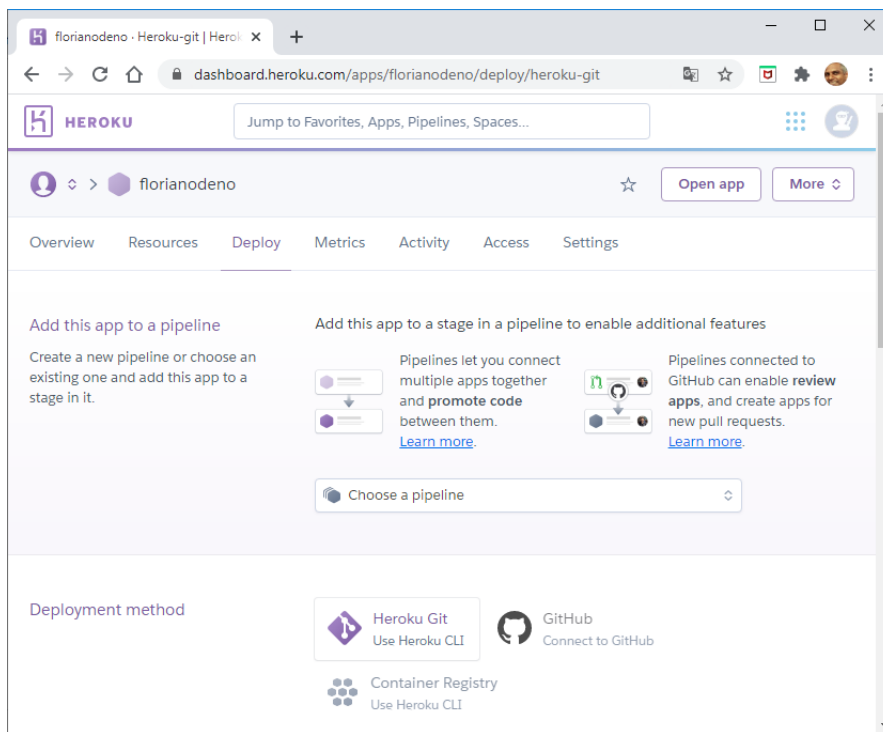 florianodeno · Heroku-git | Herok
dashboard.heroku.com/apps/florianodeno/deploy/heroku-git
HEROKU
Jump to Favorites, Apps, Pipelines, Spaces...
florianodeno
Open app
More
Overview Resources Deploy Metrics Activity Access Settings
Add this app to a pipeline
Create a new pipeline or choose an
existing one and add this app to a
stage in it.
Add this app to a stage in a pipeline to enable additional features
Pipelines let you connect
multiple apps together
and promote code
between them.
Learn more.
Pipelines connected to
GitHub can enable review
apps, and create apps for
new pull requests.
Learn more.
Choose a pipeline
Deployment method
Heroku Git
Use Heroku CLI
GitHub
Connect to GitHub
Container Registry
Use Heroku CLI